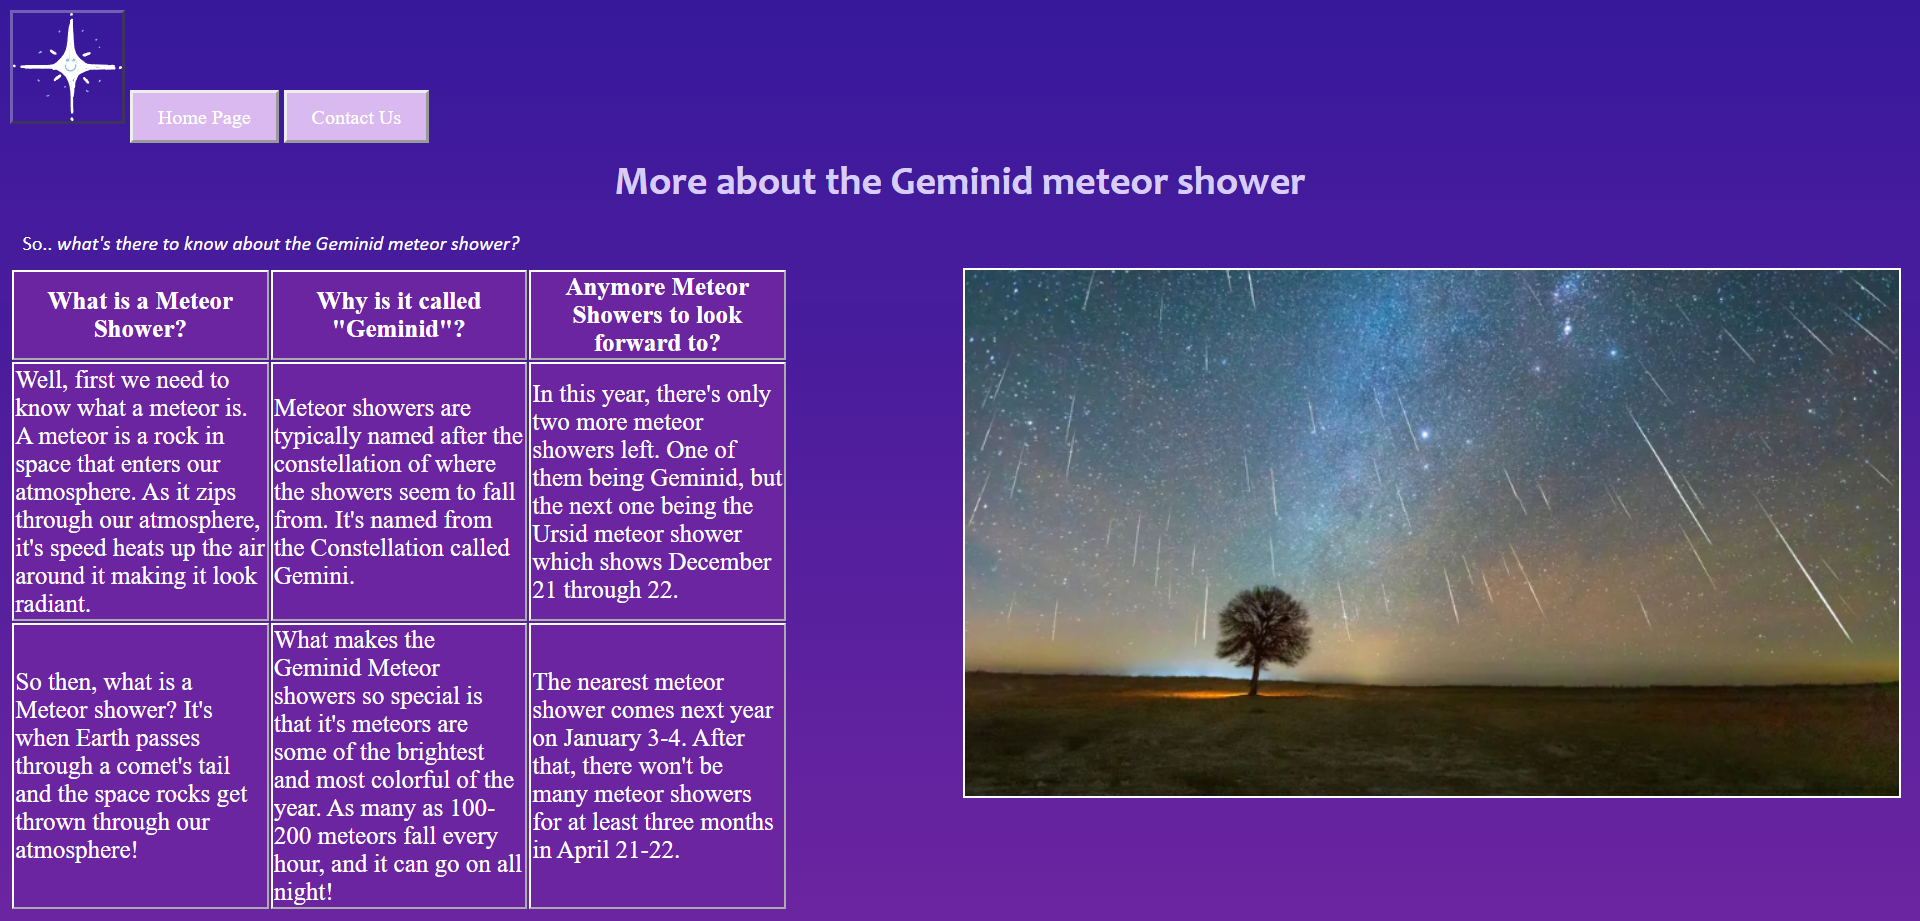 Home Page
Contact Us
More about the Geminid meteor shower
So.. what's there to know about the Geminid meteor shower?
What is a Meteor
Shower?
Why is it called
"Geminid"?
Anymore Meteor
Showers to look
forward to?
Well, first we need to
know what a meteor is.
A meteor is a rock in
space that enters our
atmosphere. As it zips
through our atmosphere,
it's speed heats up the air
around it making it look
radiant.
Meteor showers are
typically named after the
constellation of where
the showers seem to fall
from. It's named from
the Constellation called
Gemini.
In this year, there's only
two more meteor
showers left. One of
them being Geminid, but
the next one being the
Ursid meteor shower
which shows December
21 through 22.
So then, what is a
Meteor shower? It's
when Earth passes
through a comet's tail
and the space rocks get
thrown through our
atmosphere!
What makes the
Geminid Meteor
showers so special is
that it's meteors are
some of the brightest
and most colorful of the
year. As many as 100-
200 meteors fall every
hour, and it can go on all
night!
The nearest meteor
shower comes next year
on January 3-4. After
that, there won't be
many meteor showers
for at least three months
in April 21-22.